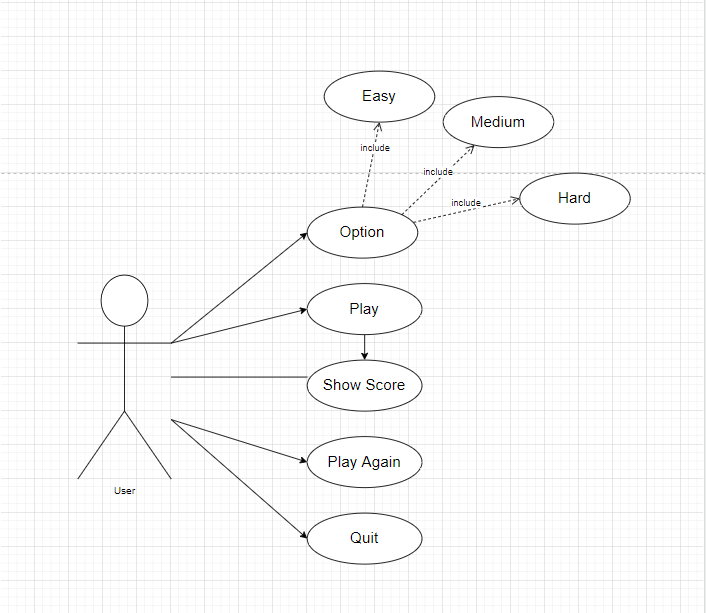 Easy
Medium
include
include
Hard
include
Option
Play
Show Score
Play Again
User
Quit